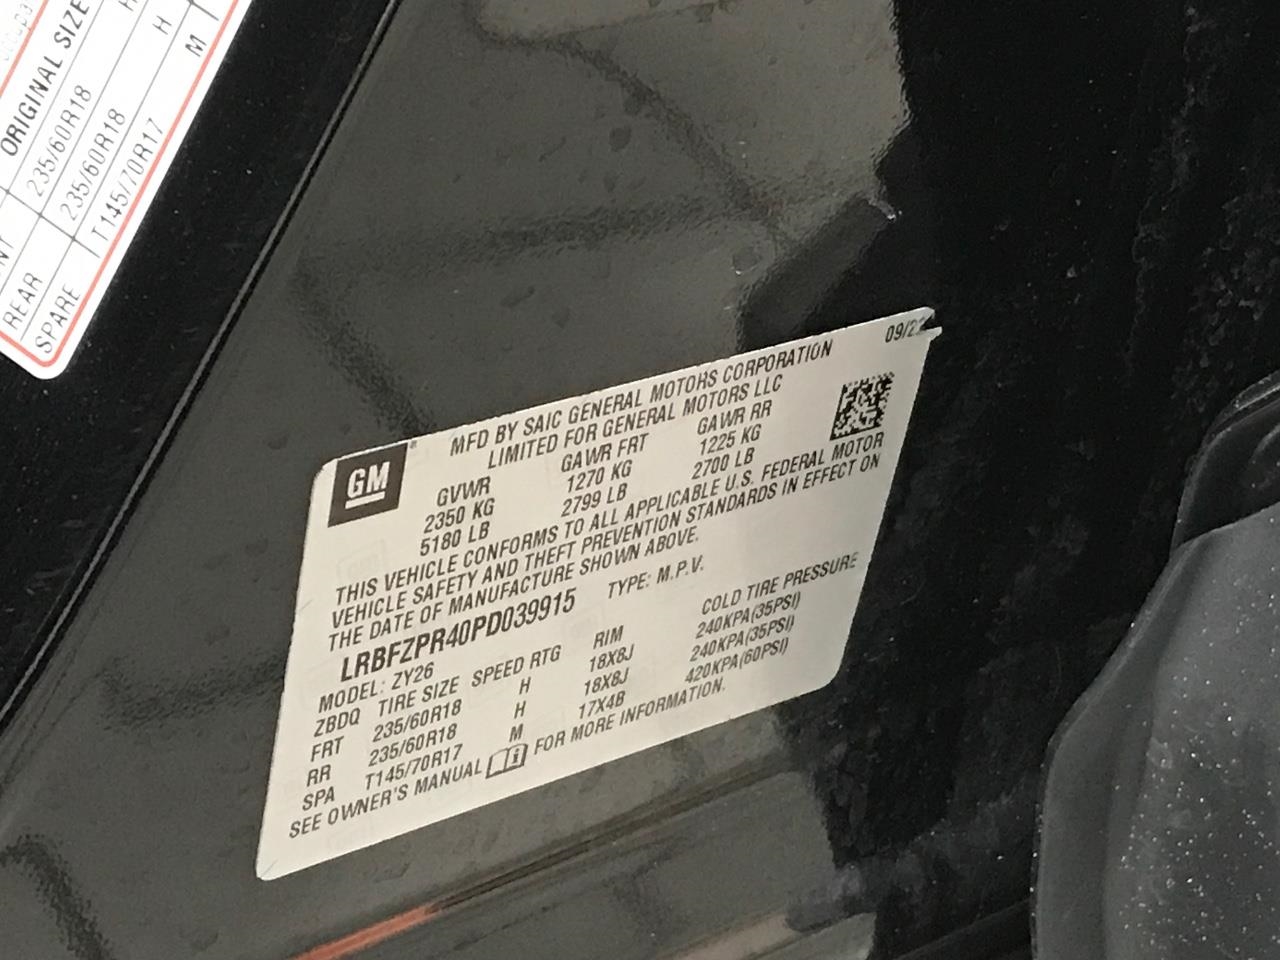 ORIGINAL SIZE
235/60R18 H
REAR 235/60R18 H
SPARE T145/70R17 M
09/22
MFD BY SAIC GENERAL MOTORS CORPORATION
LIMITED FOR GENERAL MOTORS LLC
GM
GVWR GAWR FRT GAWR RR
2350 KG 1270 KG 1225 KG
5180 LB 2799 LB 2700 LB
THIS VEHICLE CONFORMS TO ALL APPLICABLE U.S. FEDERAL MOTOR
VEHICLE SAFETY AND THEFT PREVENTION STANDARDS IN EFFECT ON
THE DATE OF MANUFACTURE SHOWN ABOVE.
LRBFZPR40PD039915 TYPE: M.P.V.
MODEL: ZY26
ZBDQ TIRE SIZE SPEED RTG RIM COLD TIRE PRESSURE
FRT 235/60R18 H 18X8J 240KPA(35PSI)
RR 235/60R18 H 18X8J 240KPA(35PSI)
SPA T145/70R17 M 17X4B 420KPA(60PSI)
SEE OWNER'S MANUAL FOR MORE INFORMATION.